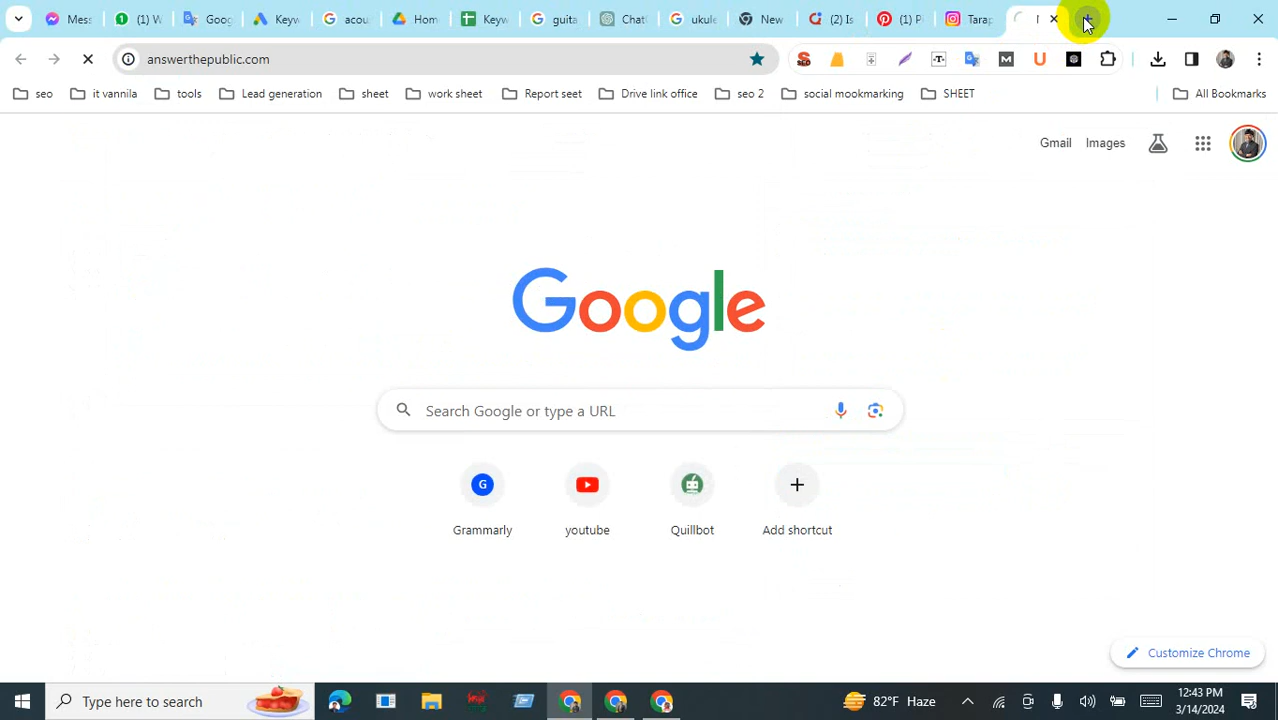 Mess
(1) W
Goog
Keyw
acou
Hom
Keyw
guita
Chat
ukule
New
(2) Is
(1) P
Tarap
answerthepublic.com
seo
it vannila
tools
Lead generation
sheet
work sheet
Report seet
Drive link office
seo 2
social mookmarking
SHEET
All Bookmarks
Gmail
Images
Google
Search Google or type a URL
Grammarly
youtube
Quillbot
Add shortcut
Customize Chrome
Type here to search
82°F Haze
12:43 PM
3/14/2024